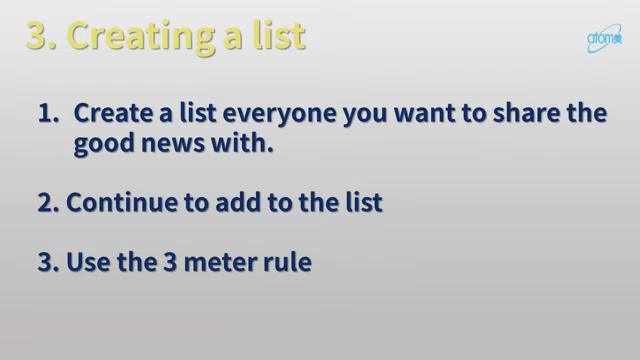 3. Creating a list
atomy
1. Create a list everyone you want to share the
good news with.
2. Continue to add to the list
3. Use the 3 meter rule